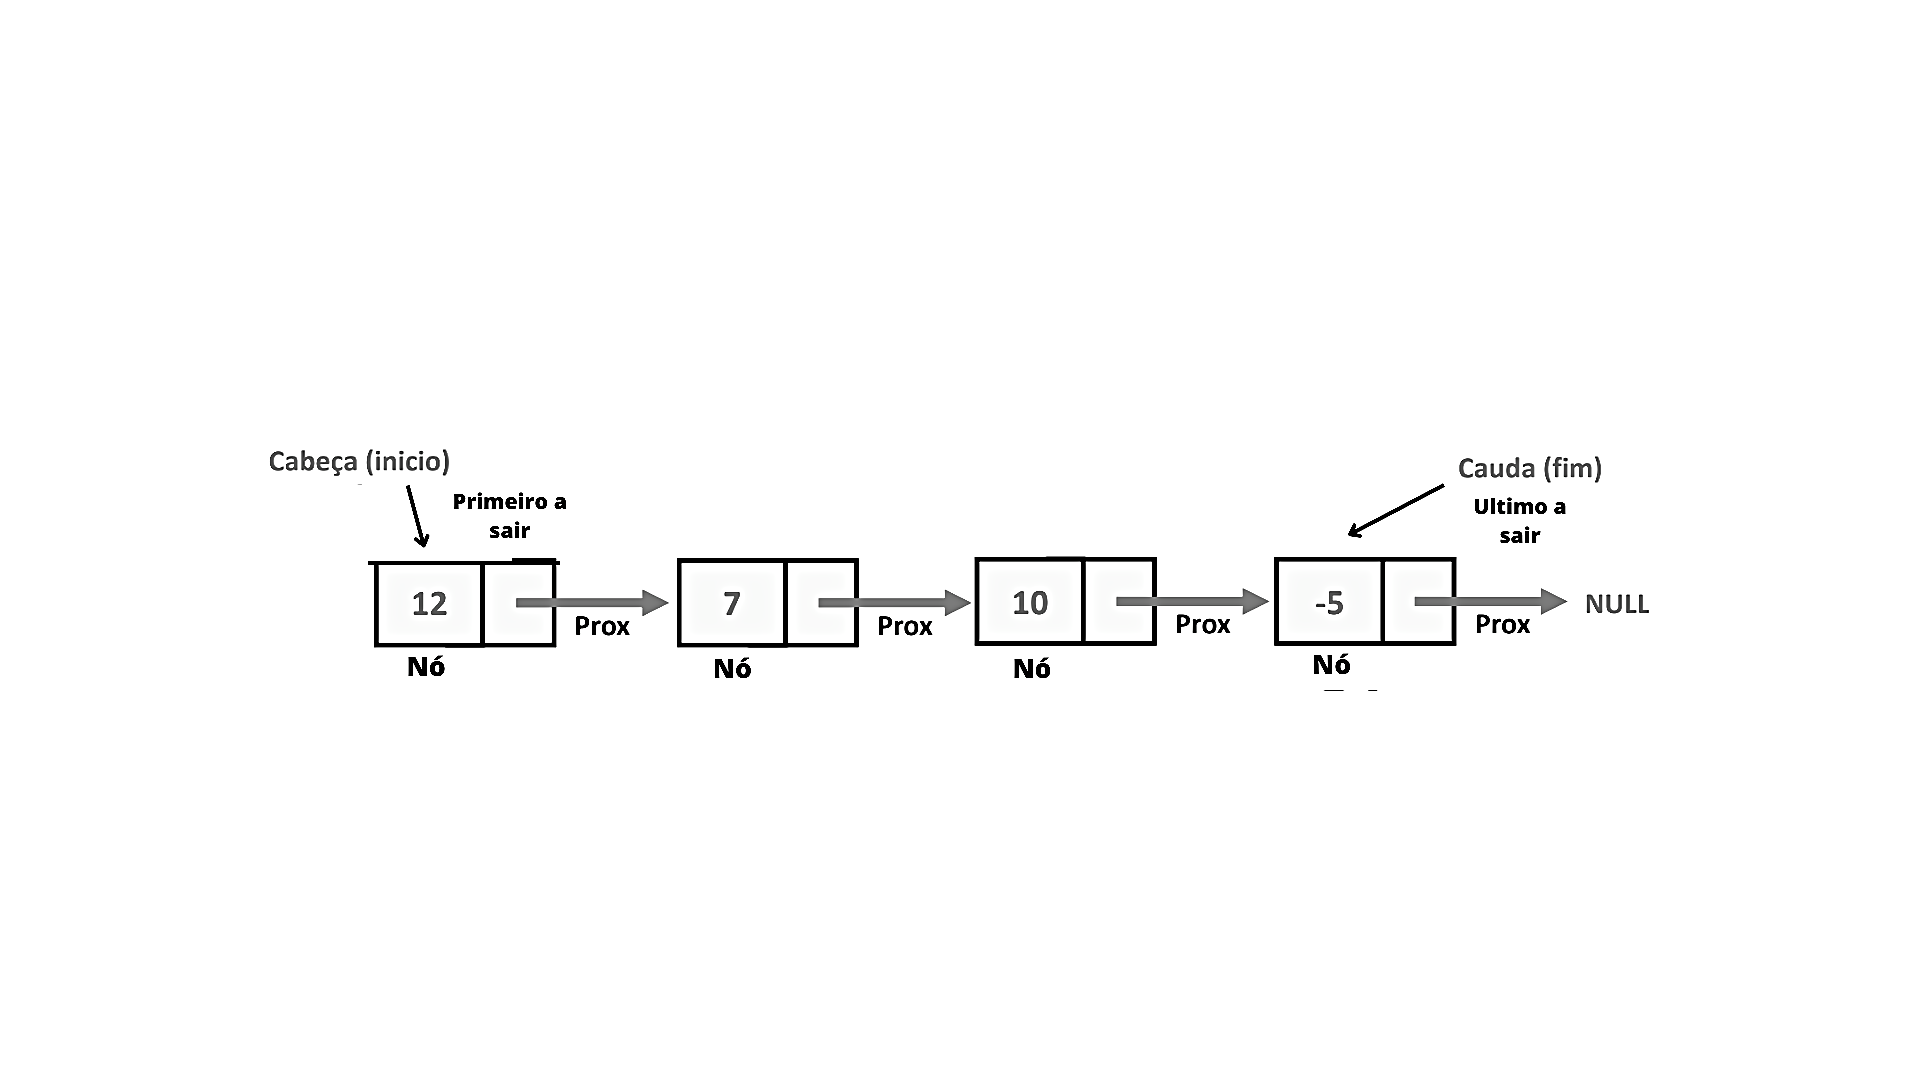 Cabeça (inicio)
Primeiro a
sair
Cauda (fim)
Ultimo a
sair
12
Prox
7
Prox
10
Prox
-5
Prox
NULL
Nó
Nó
Nó
Nó